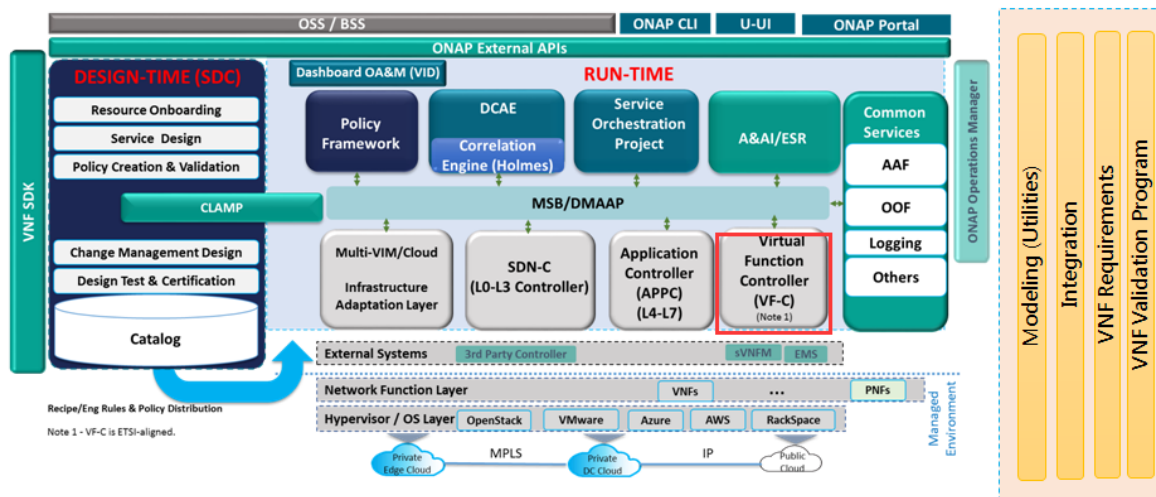 OSS / BSS
ONAP CLI
U-UI
ONAP Portal
ONAP External APIs
VNF SDK
DESIGN-TIME (SDC)
Resource Onboarding
Service Design
Policy Creation & Validation
CLAMP
Change Management Design
Design Test & Certification
Catalog
Recipe/Eng Rules & Policy Distribution
Note 1 - VF-C is ETSI-aligned.
Dashboard OA&M (VID)
RUN-TIME
Policy
Framework
DCAE
Correlation
Engine (Holmes)
Service
Orchestration
Project
A&AI/ESR
MSB/DMAAP
Multi-VIM/Cloud
Infrastructure
Adaptation Layer
SDN-C
(L0-L3 Controller)
Application
Controller
(APPC)
(L4-L7)
Virtual
Function
Controller
(VF-C)
(Note 1)
Common
Services
AAF
OOF
Logging
Others
ONAP Operations Manager
External Systems
3rd Party Controller
sVNFM
EMS
Network Function Layer
VNFs
...
PNFs
Hypervisor / OS Layer
OpenStack
VMware
Azure
AWS
RackSpace
Managed
Environment
Private
Edge Cloud
MPLS
Private
DC Cloud
IP
Public
Cloud
Modeling (Utilities)
Integration
VNF Requirements
VNF Validation Program